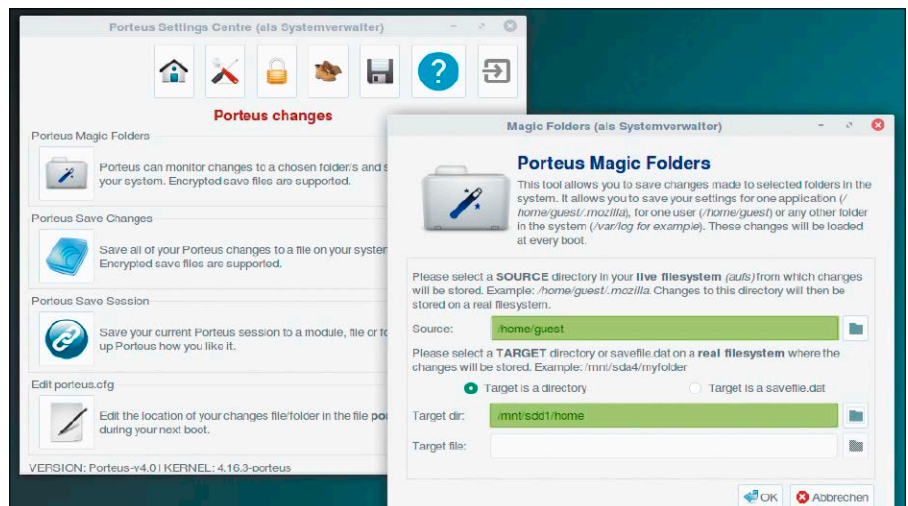 Porteus Settings Centre (als Systemverwalter)
Porteus changes
Porteus Magic Folders
Porteus can monitor changes to a chosen folder/s and s
your system. Encrypted save files are supported.
Porteus Save Changes
Save all of your Porteus changes to a file on your system
Encrypted save files are supported.
Porteus Save Session
Save your current Porteus session to a module, file or fo
up Porteus how you like it.
Edit porteus.cfg
Edit the location of your changes file/folder in the file por
during your next boot.
VERSION: Porteus-v4.0 | KERNEL: 4.16.3-porteus
Magic Folders (als Systemverwalter)
Porteus Magic Folders
This tool allows you to save changes made to selected folders in the
system. It allows you to save your settings for one application (/
home/guest/.mozilla), for one user (/home/guest) or any other folder
in the system (/var/log for example). These changes will be loaded
at every boot.
Please select a SOURCE directory in your live filesystem (aufs) from which changes
will be stored. Example: /home/guest/.mozilla. Changes to this directory will then be
stored on a real filesystem.
Source: /home/guest
Please select a TARGET directory or savefile.dat on a real filesystem where the
changes will be stored. Example: /mnt/sda4/myfolder
Target is a directory Target is a savefile.dat
Target dir: /mnt/sdd1/home
Target file:
OK Abbrechen